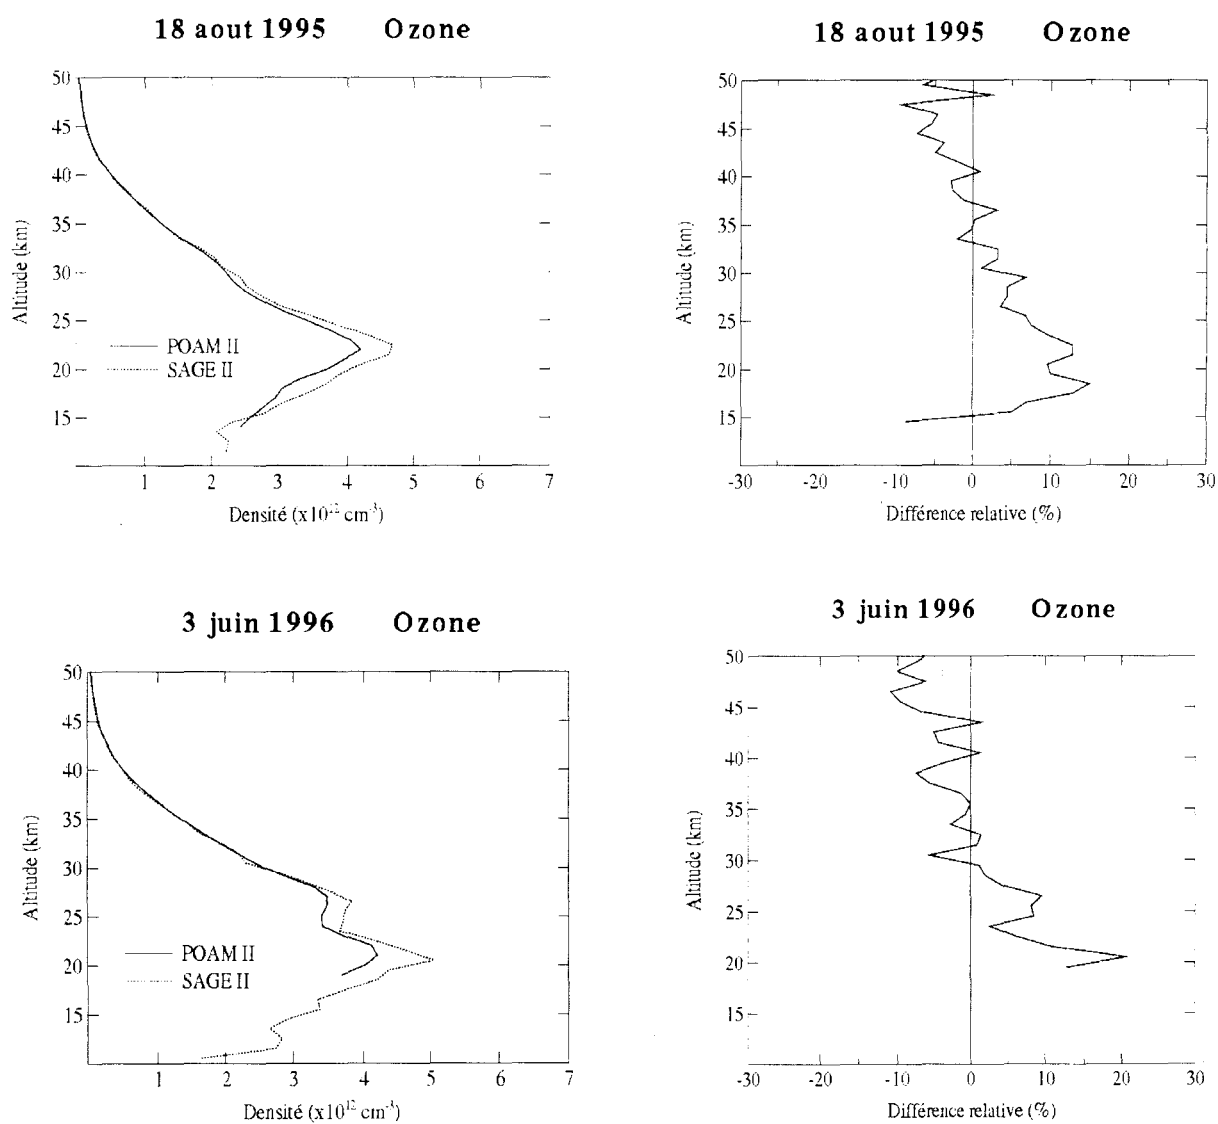 18 aout 1995 Ozone
50
45
40
35
30
25
20
15
Altitude (km)
POAM II
SAGE II
1 2 3 4 5 6 7
Densité (x10¹² cm⁻³)
18 aout 1995 Ozone
50
45
40
35
30
25
20
15
Altitude (km)
-30 -20 -10 0 10 20 30
Différence relative (%)
3 juin 1996 Ozone
50
45
40
35
30
25
20
15
Altitude (km)
POAM II
SAGE II
1 2 3 4 5 6 7
Densité (x10¹² cm⁻³)
3 juin 1996 Ozone
50
45
40
35
30
25
20
15
Altitude (km)
-30 -20 -10 0 10 20 30
Différence relative (%)